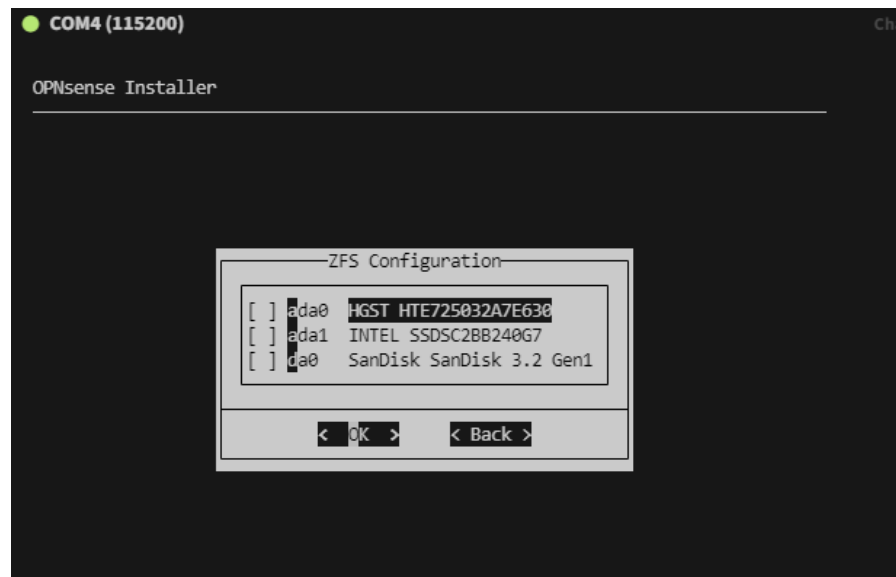 COM4 (115200)
Ch
OPNsense Installer
ZFS Configuration
[ ] ada0 HGST HTE725032A7E630
[ ] ada1 INTEL SSDSC2BB240G7
[ ] da0 SanDisk SanDisk 3.2 Gen1
< OK > < Back >